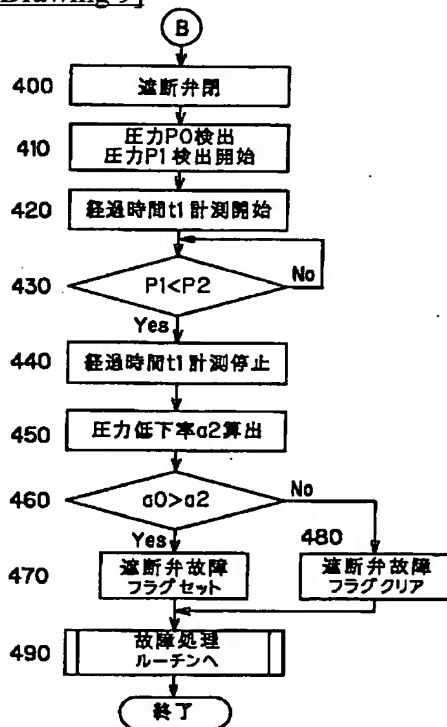 Drawing 9]
B
400
遮断弁閉
410
圧力P0検出
圧力P1検出開始
420
経過時間t1計測開始
430
P1<P2
No
Yes
440
経過時間t1計測停止
450
圧力低下率a2算出
460
a0>a2
No
Yes
480
470
遮断弁故障
フラグセット
遮断弁故障
フラグクリア
490
故障処理
ルーチンへ
終了